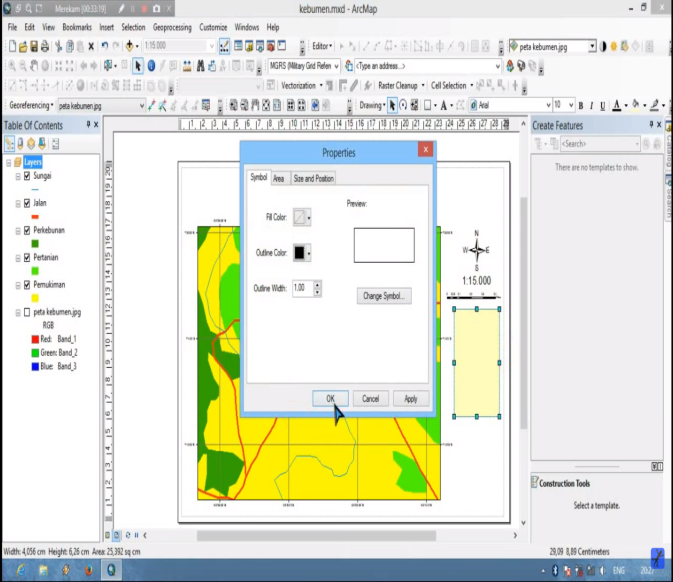 Merekam [00:33:19]
kebumen.mxd - ArcMap
File Edit View Bookmarks Insert Selection Geoprocessing Customize Windows Help
1:15.000
Editor
peta kebumen.jpg
MGRS (Military Grid Refere
<Type an address...>
Vectorization
Raster Cleanup
Cell Selection
Georeferencing
peta kebumen.jpg
Drawing
A
Arial
10
B I U A
Table Of Contents
Layers
Sungai
Jalan
Perkebunan
Pertanian
Pemukiman
peta kebumen.jpg
RGB
Red: Band_1
Green: Band_2
Blue: Band_3
Properties
Symbol
Area
Size and Position
Fill Color:
Preview:
Outline Color:
Outline Width:
1.00
Change Symbol...
OK
Cancel
Apply
N
W
E
S
1:15.000
Create Features
<Search>
There are no templates to show.
Catalog
Search
Construction Tools
Select a template.
Width: 4,056 cm Height: 6,26 cm Area: 25,392 sq cm
29,09 8,89 Centimeters
ENG